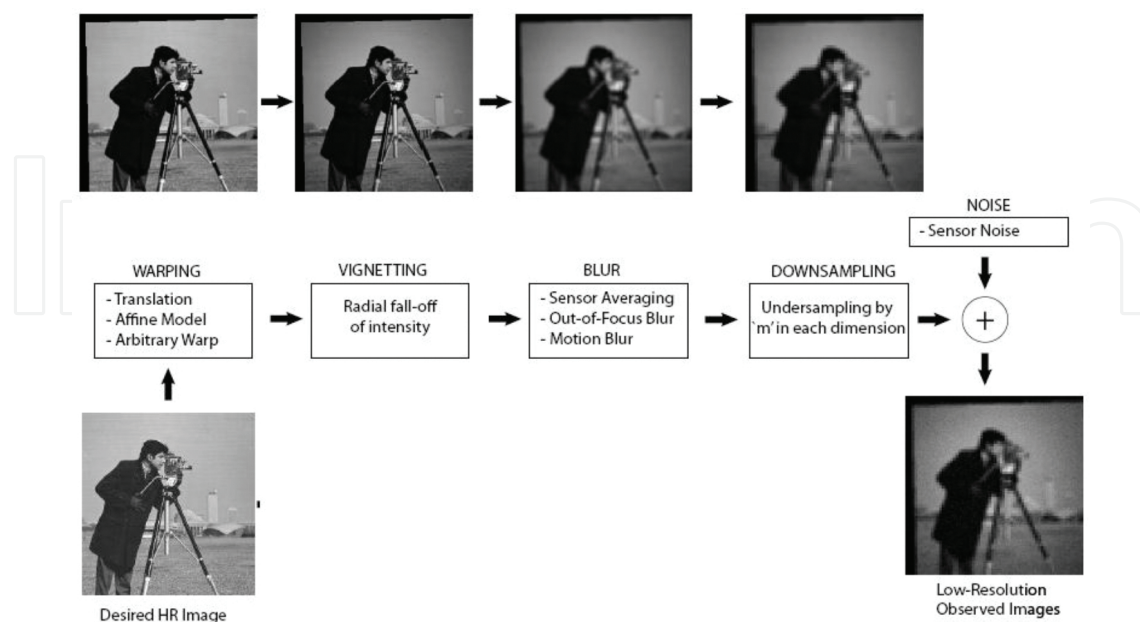 NOISE
- Sensor Noise
WARPING
- Translation
- Affine Model
- Arbitrary Warp
VIGNETTING
Radial fall-off
of intensity
BLUR
- Sensor Averaging
- Out-of-Focus Blur
- Motion Blur
DOWNSAMPLING
Undersampling by
`m' in each dimension
+
Desired HR Image
Low-Resolution
Observed Images